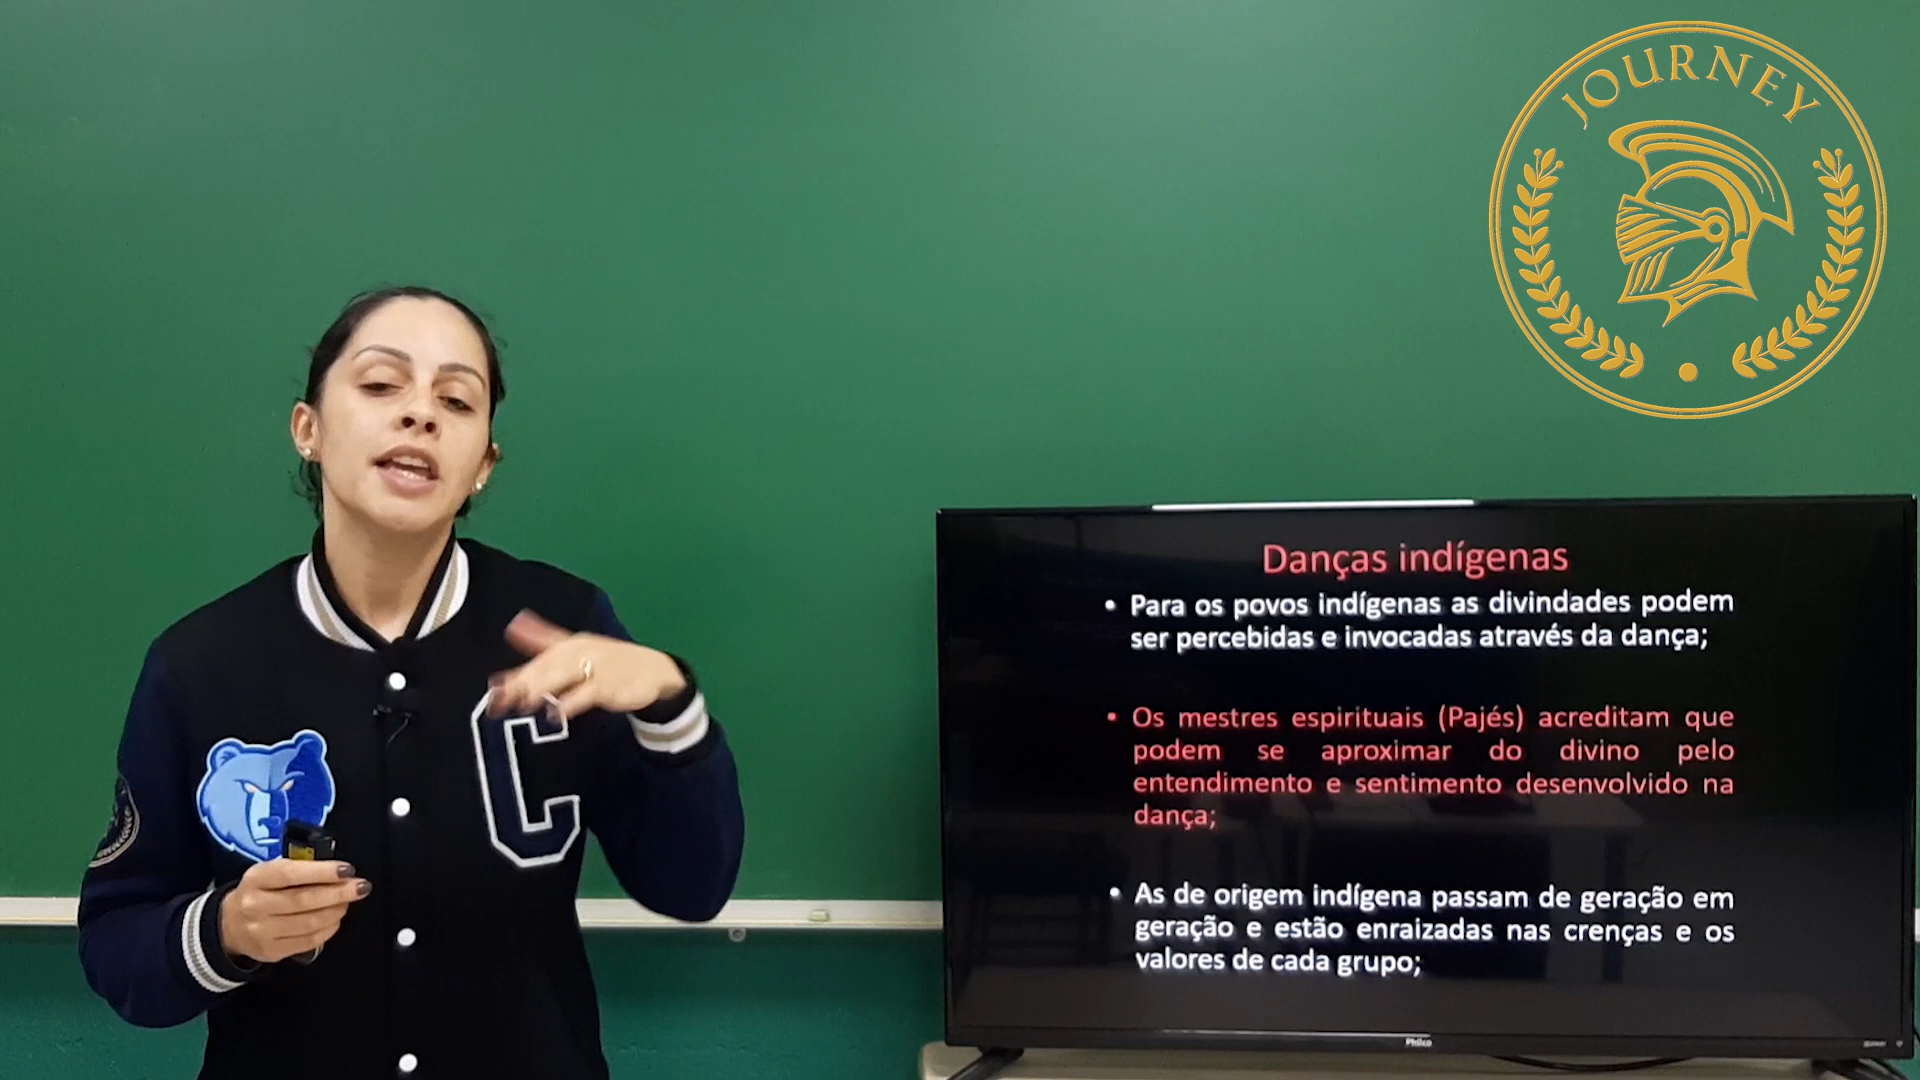 JOURNEY
C
Danças indígenas
• Para os povos indígenas as divindades podem
ser percebidas e invocadas através da dança;
• Os mestres espirituais (Pajés) acreditam que
podem se aproximar do divino pelo
entendimento e sentimento desenvolvido na
dança;
• As de origem indígena passam de geração em
geração e estão enraizadas nas crenças e os
valores de cada grupo;
Philco